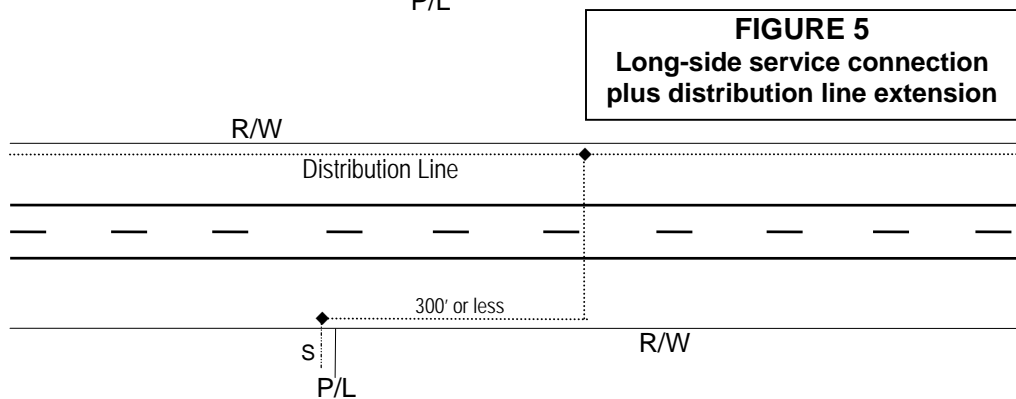 P/L
FIGURE 5
Long-side service connection
plus distribution line extension
R/W
Distribution Line
300' or less
R/W
S
P/L